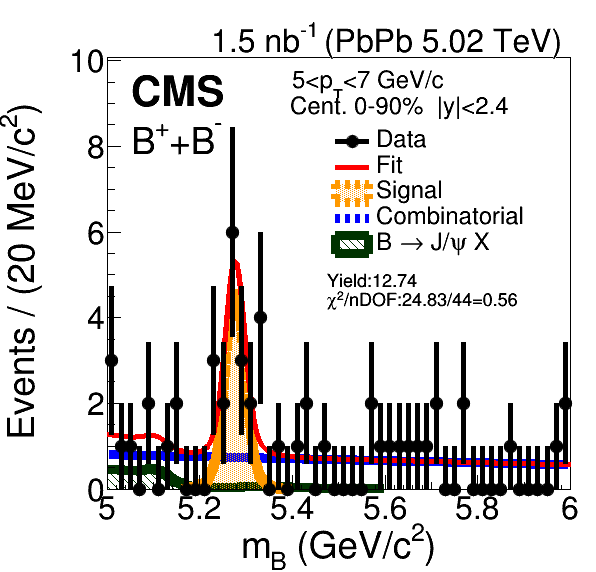 1.5 nb⁻¹ (PbPb 5.02 TeV)
CMS
B⁺+B⁻
5<p_T<7 GeV/c
Cent. 0-90% |y|<2.4
Data
Fit
Signal
Combinatorial
B → J/ψ X
Yield:12.74
χ²/nDOF:24.83/44=0.56
Events / (20 MeV/c²)
10
8
6
4
2
0
5 5.2 5.4 5.6 5.8 6
m_B (GeV/c²)